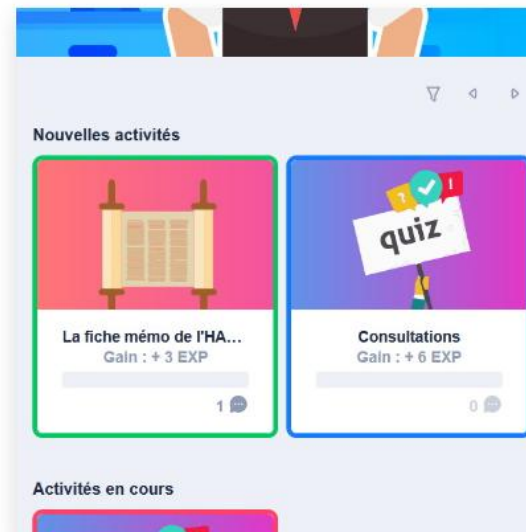 Nouvelles activités
quiz
La fiche mémo de l'HA...
Gain : + 3 EXP
1
Consultations
Gain : + 6 EXP
0
Activités en cours